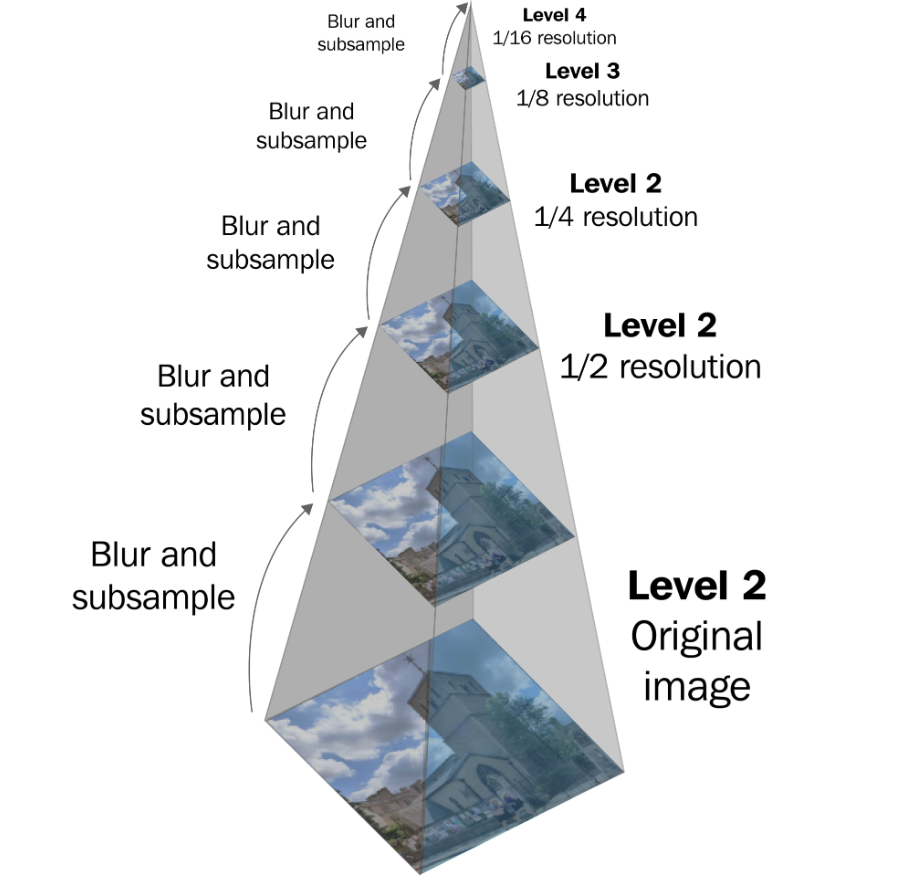 Blur and
subsample
Level 4
1/16 resolution
Level 3
1/8 resolution
Blur and
subsample
Level 2
1/4 resolution
Blur and
subsample
Level 2
1/2 resolution
Blur and
subsample
Blur and
subsample
Level 2
Original
image